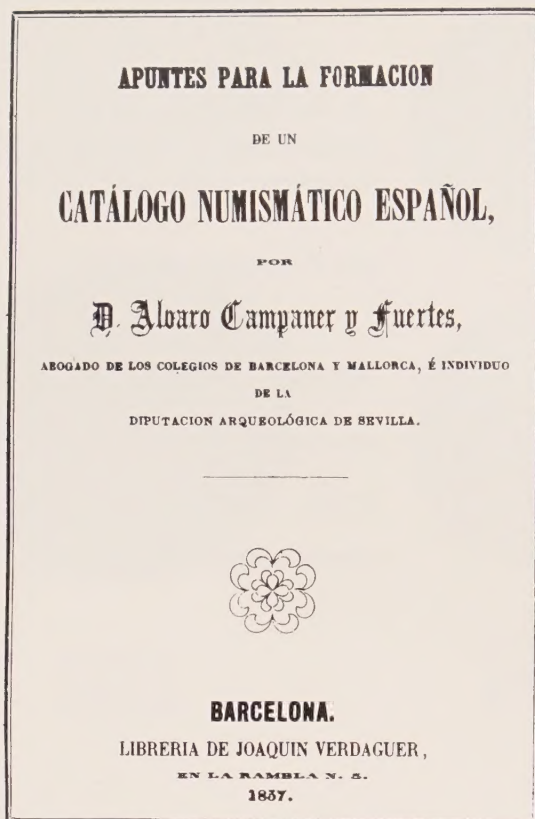 APUNTES PARA LA FORMACION
DE UN
CATÁLOGO NUMISMÁTICO ESPAÑOL,
POR
D. Alvaro Campaner y Fuertes,
ABOGADO DE LOS COLEGIOS DE BARCELONA Y MALLORCA, É INDIVIDUO
DE LA
DIPUTACION ARQUEOLÓGICA DE SEVILLA.
BARCELONA.
LIBRERIA DE JOAQUIN VERDAGUER,
EN LA RAMBLA N. 5.
1857.